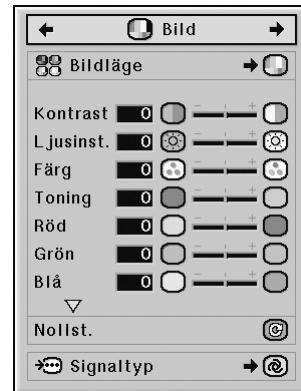 Bild
Bildläge
Kontrast 0
Ljusinst. 0
Färg 0
Toning 0
Röd 0
Grön 0
Blå 0
Nollst.
Signaltyp